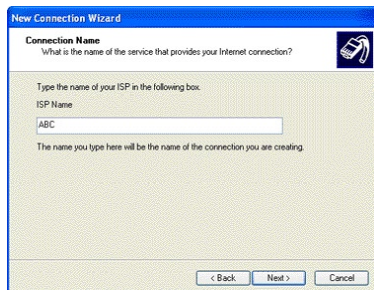 New Connection Wizard
Connection Name
What is the name of the service that provides your Internet connection?
Type the name of your ISP in the following box.
ISP Name
ABC
The name you type here will be the name of the connection you are creating.
< Back
Next >
Cancel